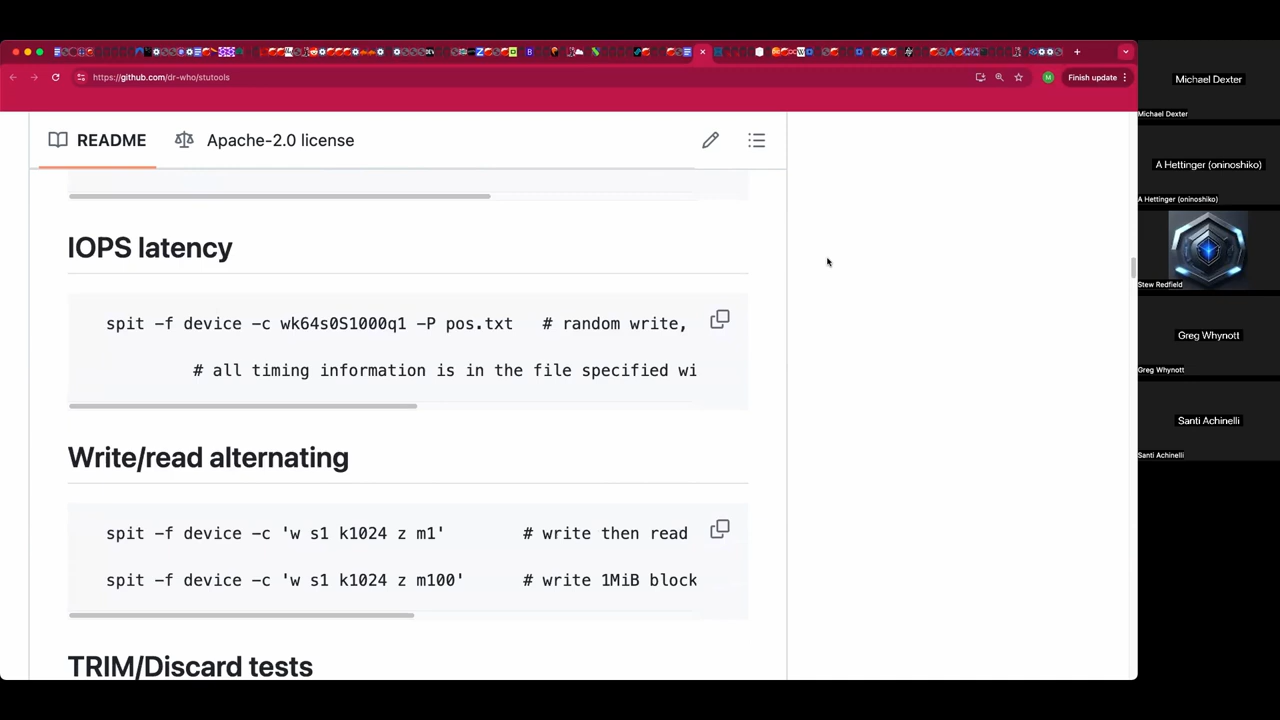 https://github.com/dr-who/stutools
M
Finish update
README
Apache-2.0 license
IOPS latency
spit -f device -c wk64s0S1000q1 -P pos.txt # random write,
# all timing information is in the file specified wi
Write/read alternating
spit -f device -c 'w s1 k1024 z m1' # write then read
spit -f device -c 'w s1 k1024 z m100' # write 1MiB block
TRIM/Discard tests
Michael Dexter
Michael Dexter
A Hettinger (oninoshiko)
A Hettinger (oninoshiko)
Stew Redfield
Greg Whynott
Greg Whynott
Santi Achinelli
Santi Achinelli